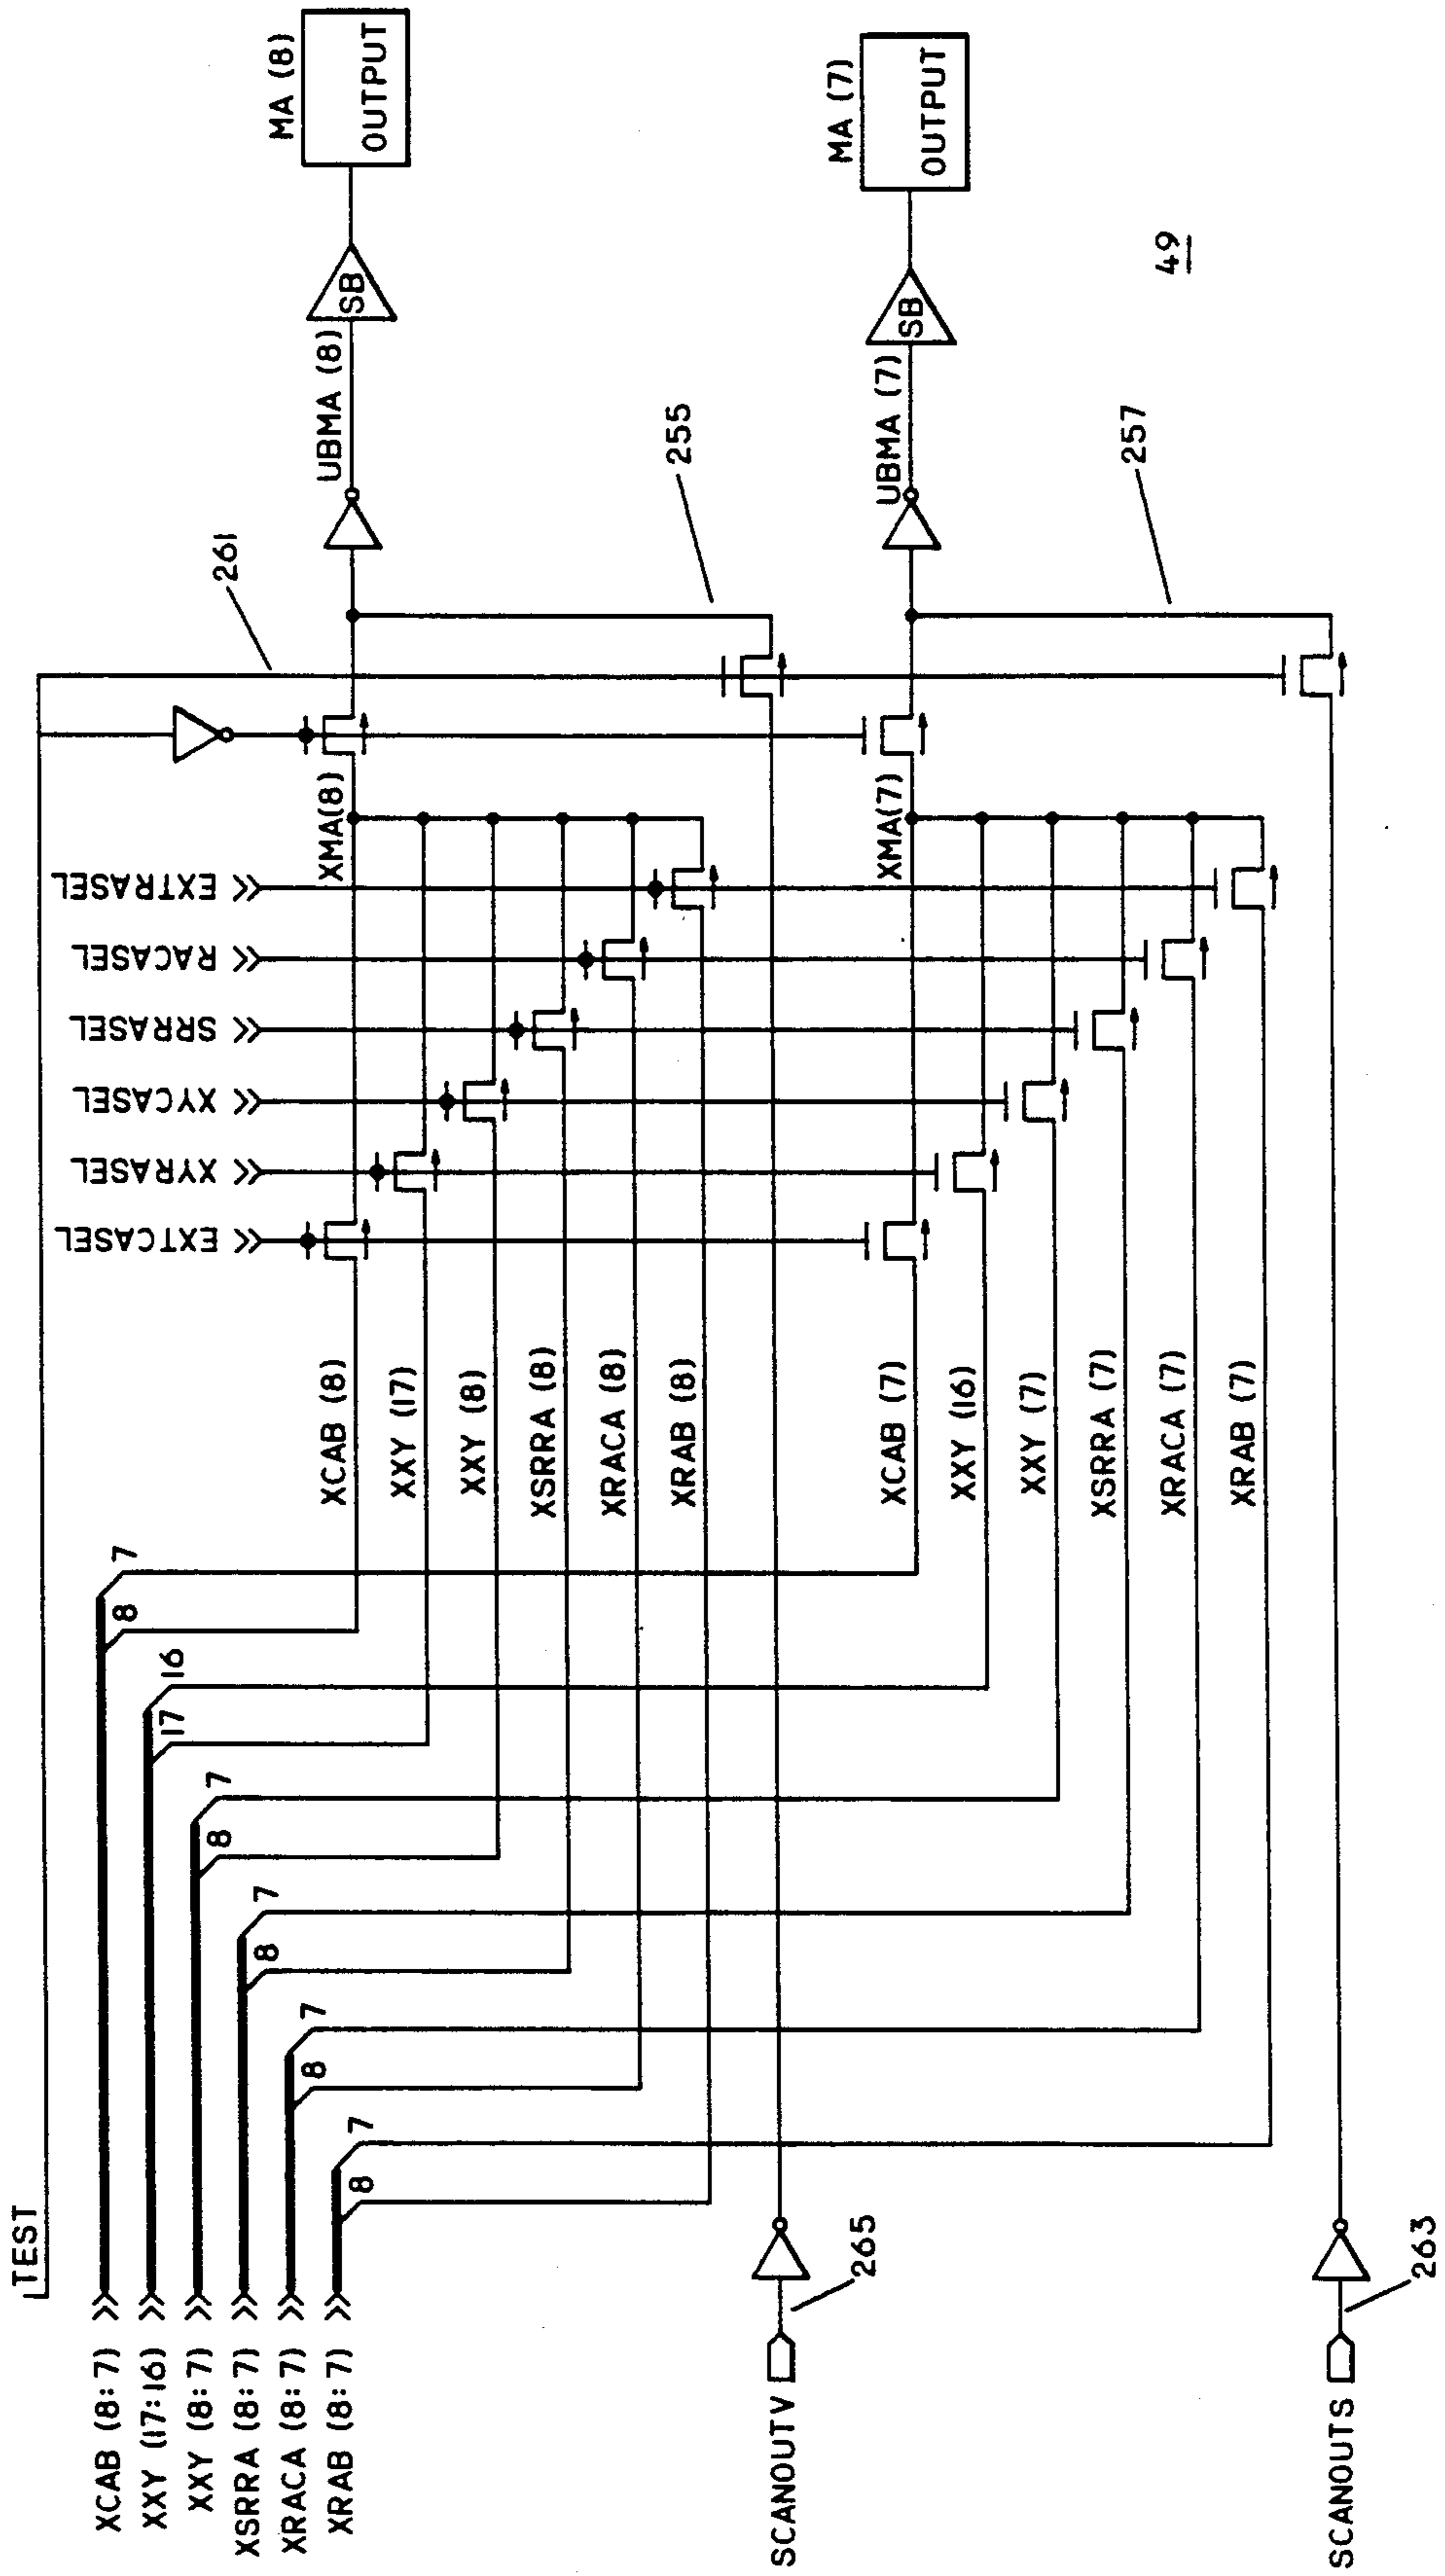 TEST
XCAB (8:7)
XXY (17:16)
XXY (8:7)
XSRRA (8:7)
XRACA (8:7)
XRAB (8:7)
8
7
17
16
8
7
8
7
8
7
8
7
EXTCASEL
XYRASEL
XYCASEL
SRRASEL
RACASEL
EXTRASEL
XCAB (8)
XXY (17)
XXY (8)
XSRRA (8)
XRACA (8)
XRAB (8)
XMA(8)
261
UBMA (8)
SB
MA (8)
OUTPUT
SCANOUTV
265
255
XCAB (7)
XXY (16)
XXY (7)
XSRRA (7)
XRACA (7)
XRAB (7)
XMA(7)
UBMA (7)
SB
MA (7)
OUTPUT
SCANOUTS
263
257
49